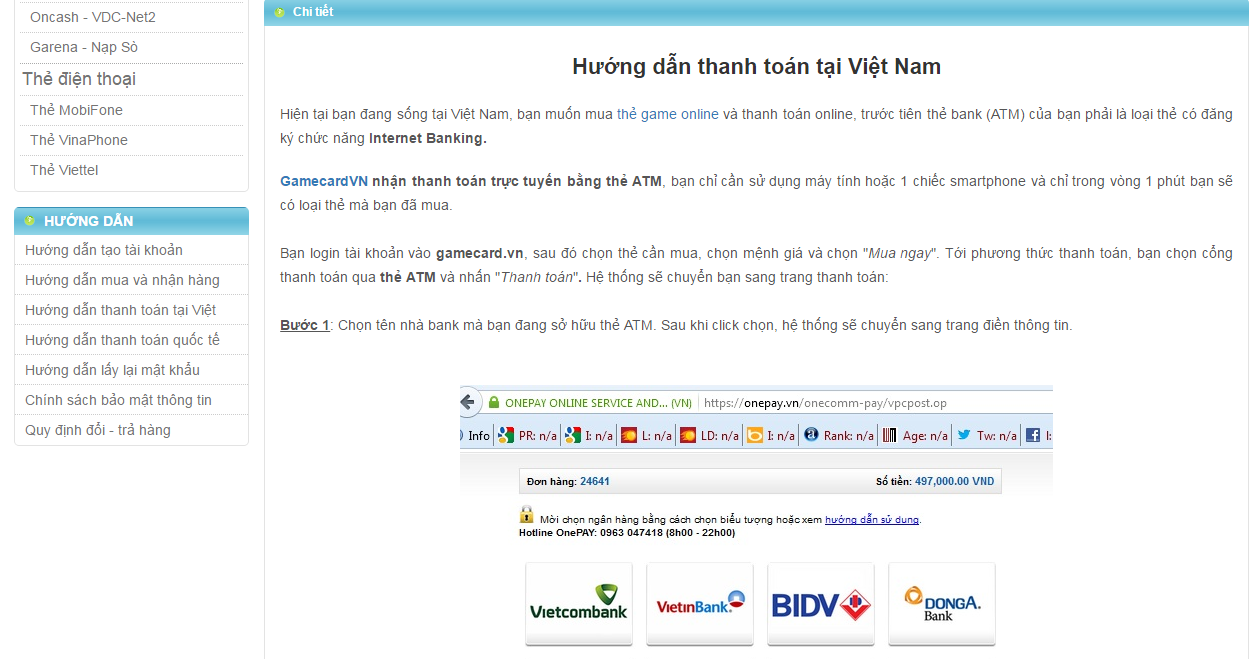 Oncash - VDC-Net2
Garena - Nạp Sò
Thẻ điện thoại
Thẻ MobiFone
Thẻ VinaPhone
Thẻ Viettel
HƯỚNG DẪN
Hướng dẫn tạo tài khoản
Hướng dẫn mua và nhận hàng
Hướng dẫn thanh toán tại Việt
Hướng dẫn thanh toán quốc tế
Hướng dẫn lấy lại mật khẩu
Chính sách bảo mật thông tin
Quy định đổi - trả hàng
Chi tiết
Hướng dẫn thanh toán tại Việt Nam
Hiện tại bạn đang sống tại Việt Nam, bạn muốn mua thẻ game online và thanh toán online, trước tiên thẻ bank (ATM) của bạn phải là loại thẻ có đăng
ký chức năng Internet Banking.
GamecardVN nhận thanh toán trực tuyến bằng thẻ ATM, bạn chỉ cần sử dụng máy tính hoặc 1 chiếc smartphone và chỉ trong vòng 1 phút bạn sẽ
có loại thẻ mà bạn đã mua.
Bạn login tài khoản vào gamecard.vn, sau đó chọn thẻ cần mua, chọn mệnh giá và chọn "Mua ngay". Tới phương thức thanh toán, bạn chọn cổng
thanh toán qua thẻ ATM và nhấn "Thanh toán". Hệ thống sẽ chuyển bạn sang trang thanh toán:
Bước 1: Chọn tên nhà bank mà bạn đang sở hữu thẻ ATM. Sau khi click chọn, hệ thống sẽ chuyển sang trang điền thông tin.
ONEPAY ONLINE SERVICE AND... (VN) https://onepay.vn/onecomm-pay/vpcpost.op
Info PR: n/a I: n/a L: n/a LD: n/a I: n/a Rank: n/a Age: n/a Tw: n/a I:
Đơn hàng: 24641 Số tiền: 497,000.00 VND
Mời chọn ngân hàng bằng cách chọn biểu tượng hoặc xem hướng dẫn sử dụng.
Hotline OnePAY: 0963 047418 (8h00 - 22h00)
Vietcombank VietinBank BIDV DONGA.
Bank